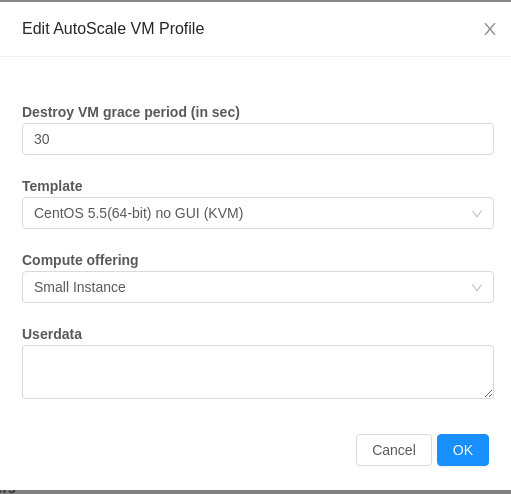 Edit AutoScale VM Profile
Destroy VM grace period (in sec)
30
Template
CentOS 5.5(64-bit) no GUI (KVM)
Compute offering
Small Instance
Userdata
Cancel
OK